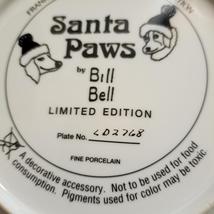 Santa
Paws
by Bill
Bell
LIMITED EDITION
Plate No. LD2768
FINE PORCELAIN
A decorative accessory. Not to be used for food
consumption. Pigments used for color may be toxic.